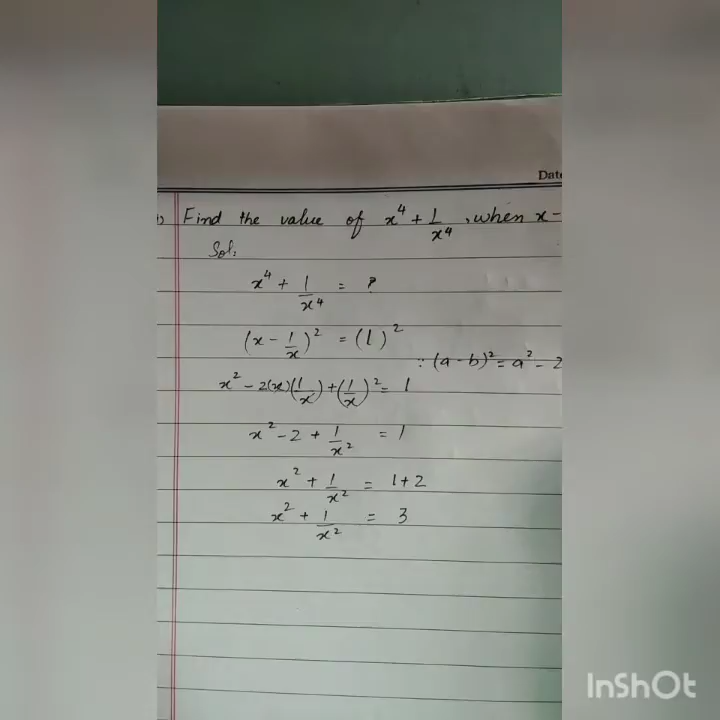 Date
Find the value of x⁴ + 1/x⁴ , when x -
Sol:
x⁴ + 1/x⁴ = ?
(x - 1/x)² = (1)²
∵ (a - b)² = a² - 2
x² - 2(x)(1/x) + (1/x)² = 1
x² - 2 + 1/x² = 1
x² + 1/x² = 1+2
x² + 1/x² = 3
InShOt